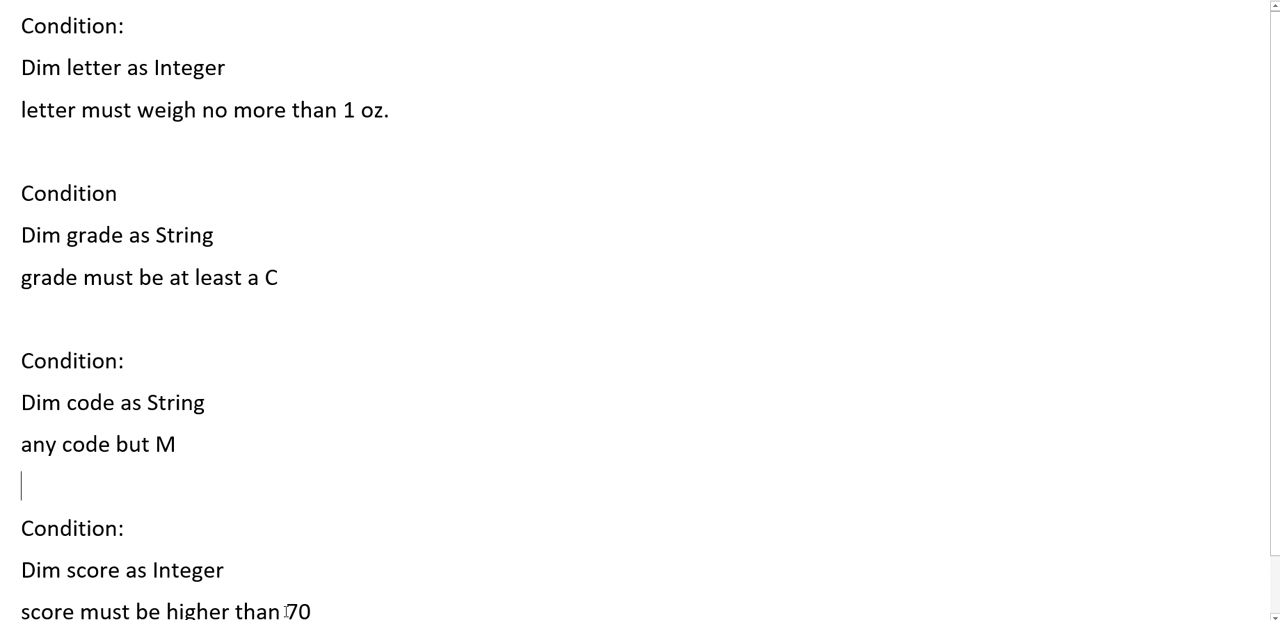 Condition:
Dim letter as Integer
letter must weigh no more than 1 oz.
Condition
Dim grade as String
grade must be at least a C
Condition:
Dim code as String
any code but M
Condition:
Dim score as Integer
score must be higher than 70